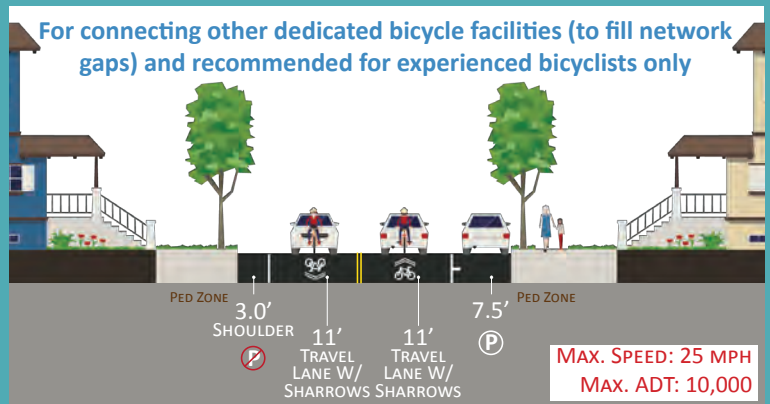 For connecting other dedicated bicycle facilities (to fill network
gaps) and recommended for experienced bicyclists only
PED ZONE
3.0'
SHOULDER
P
11'
TRAVEL
LANE W/
SHARROWS
11'
TRAVEL
LANE W/
SHARROWS
7.5'
P
PED ZONE
MAX. SPEED: 25 MPH
MAX. ADT: 10,000